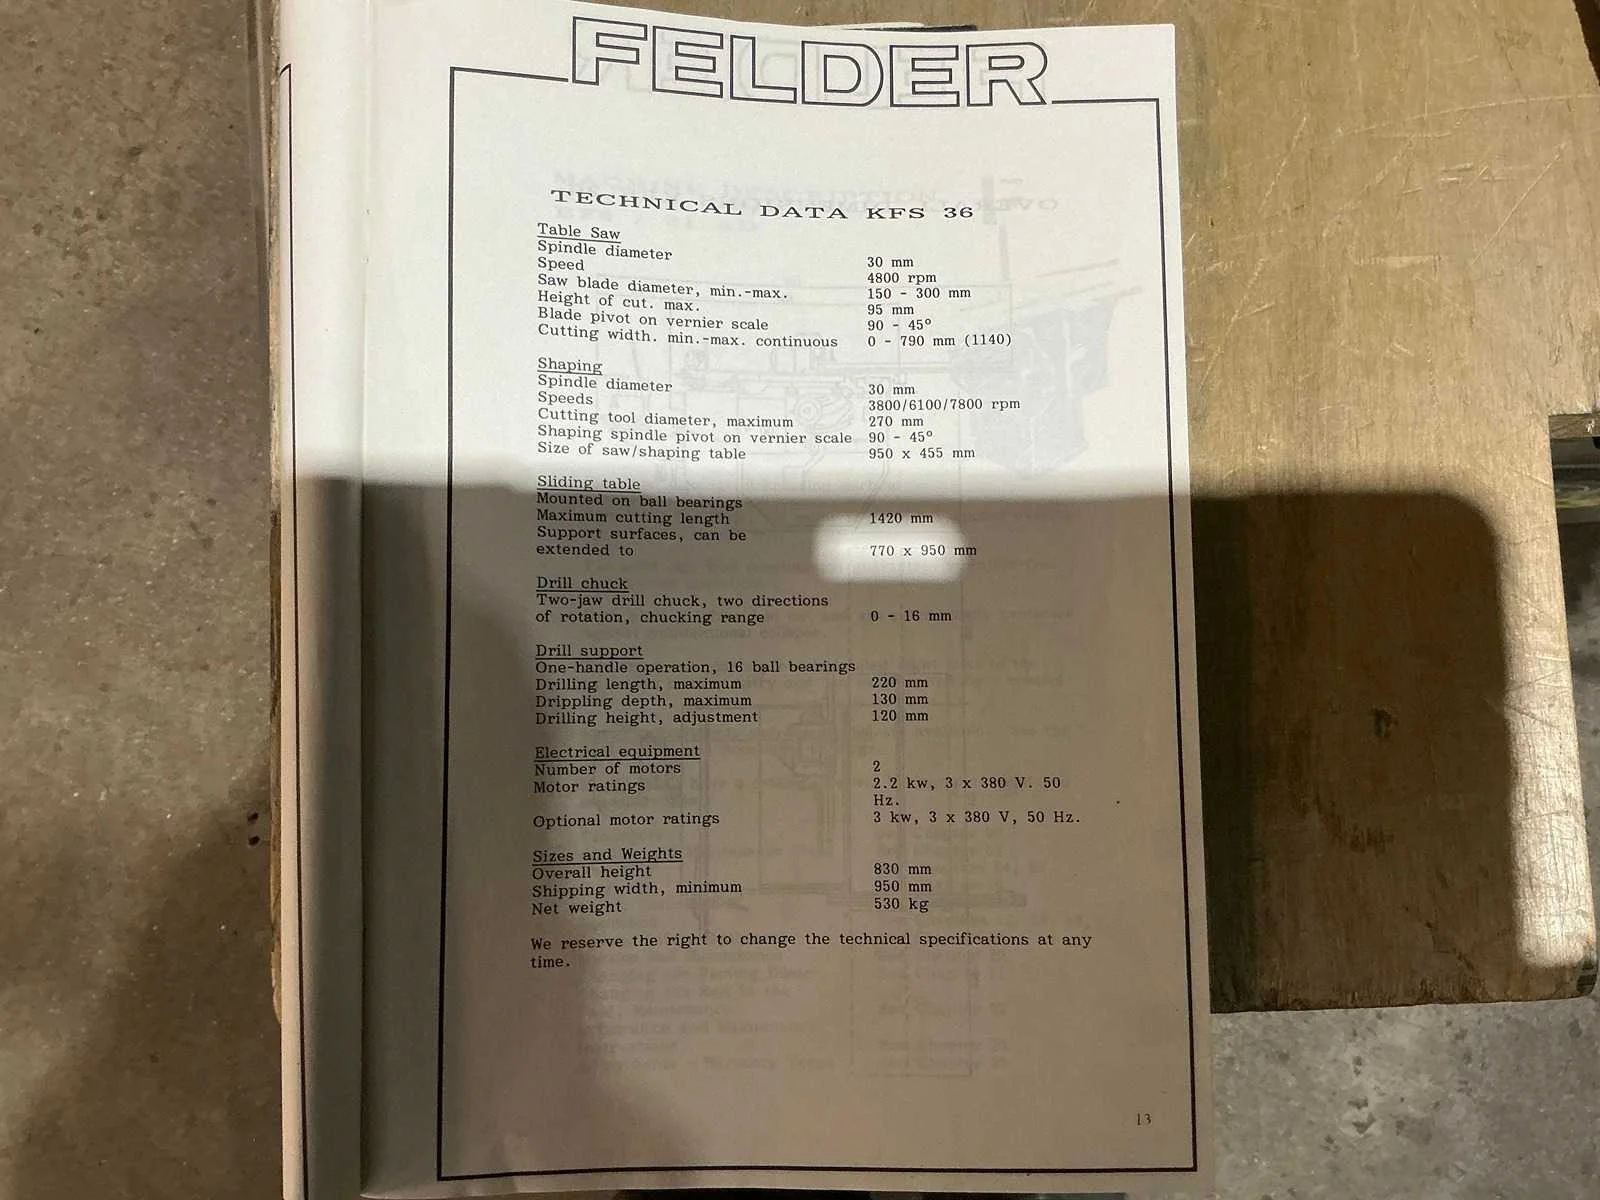 FELDER
TECHNICAL DATA KFS 36
Table Saw
Spindle diameter 30 mm
Speed 4800 rpm
Saw blade diameter, min.-max. 150 - 300 mm
Height of cut. max. 95 mm
Blade pivot on vernier scale 90 - 45°
Cutting width. min.-max. continuous 0 - 790 mm (1140)
Shaping
Spindle diameter 30 mm
Speeds 3800/6100/7800 rpm
Cutting tool diameter, maximum 270 mm
Shaping spindle pivot on vernier scale 90 - 45°
Size of saw/shaping table 950 x 455 mm
Sliding table
Mounted on ball bearings
Maximum cutting length 1420 mm
Support surfaces, can be
extended to 770 x 950 mm
Drill chuck
Two-jaw drill chuck, two directions
of rotation, chucking range 0 - 16 mm
Drill support
One-handle operation, 16 ball bearings
Drilling length, maximum 220 mm
Drippling depth, maximum 130 mm
Drilling height, adjustment 120 mm
Electrical equipment
Number of motors 2
Motor ratings 2.2 kw, 3 x 380 V. 50
Hz.
Optional motor ratings 3 kw, 3 x 380 V, 50 Hz.
Sizes and Weights
Overall height 830 mm
Shipping width, minimum 950 mm
Net weight 530 kg
We reserve the right to change the technical specifications at any
time.
13